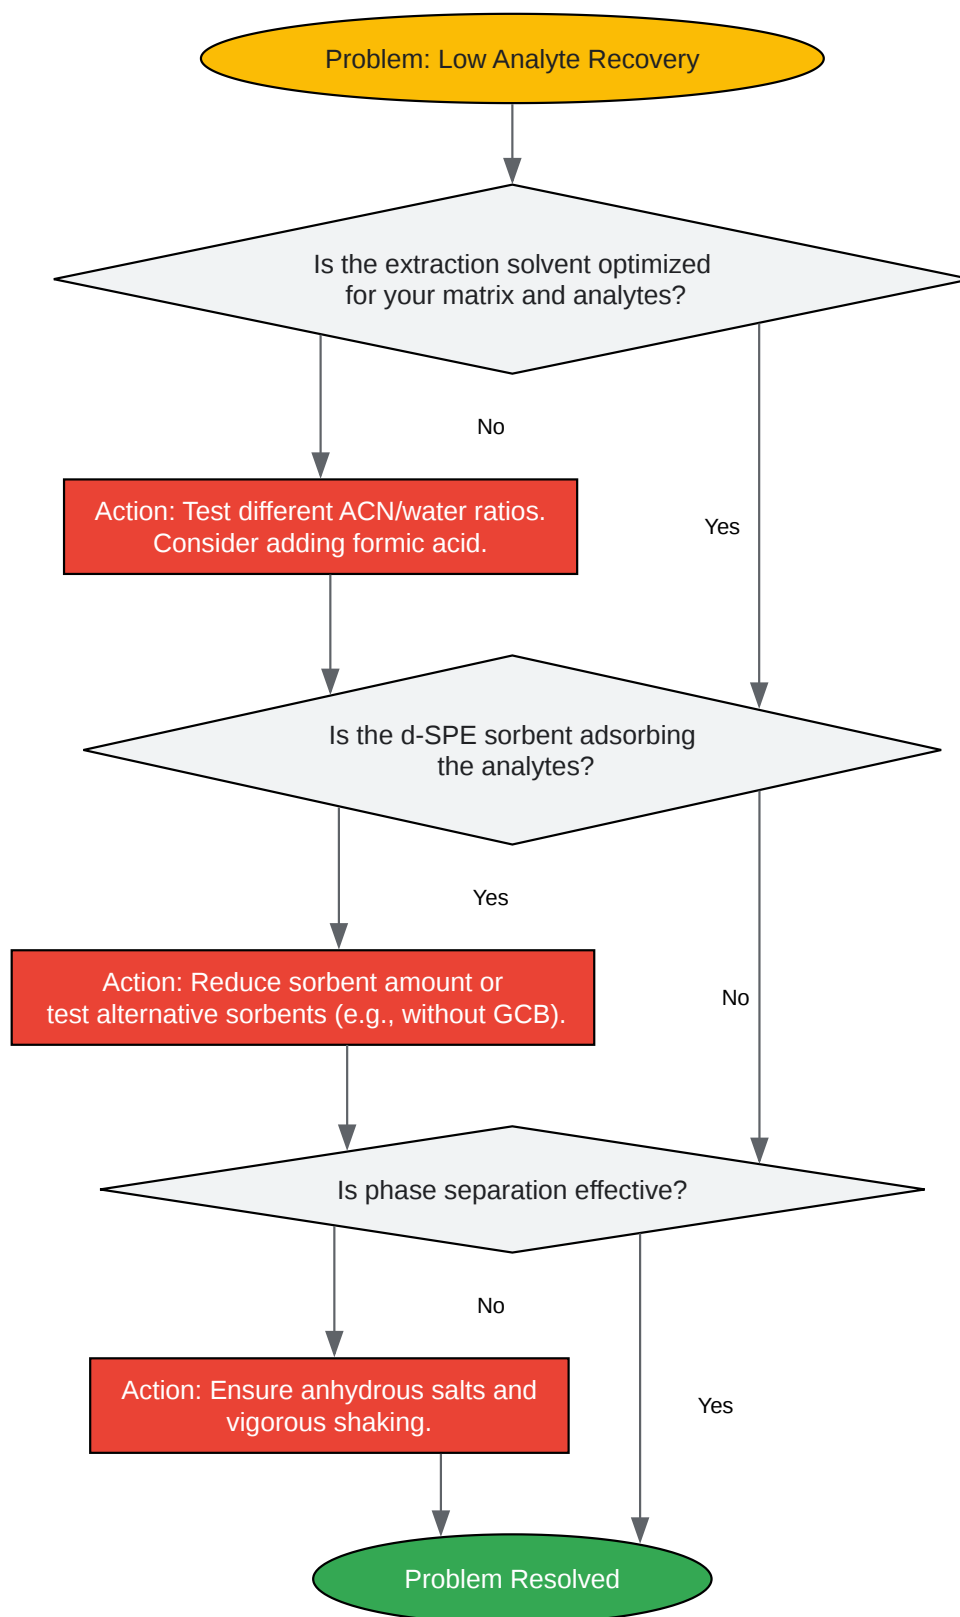 Problem: Low Analyte Recovery
Is the extraction solvent optimized
for your matrix and analytes?
No
Action: Test different ACN/water ratios.
Consider adding formic acid.
Yes
Is the d-SPE sorbent adsorbing
the analytes?
Yes
Action: Reduce sorbent amount or
test alternative sorbents (e.g., without GCB).
No
Is phase separation effective?
No
Action: Ensure anhydrous salts and
vigorous shaking.
Yes
Problem Resolved